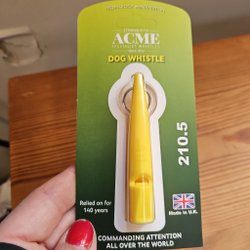 ACME
DOG WHISTLE
210.5
Relied on for
140 years
Made in U.K.
COMMANDING ATTENTION
ALL OVER THE WORLD